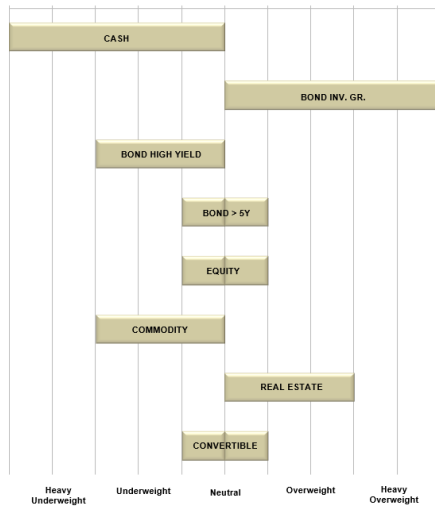 CASH
BOND INV. GR.
BOND HIGH YIELD
BOND > 5Y
EQUITY
COMMODITY
REAL ESTATE
CONVERTIBLE
Heavy
Underweight
Underweight
Neutral
Overweight
Heavy
Overweight